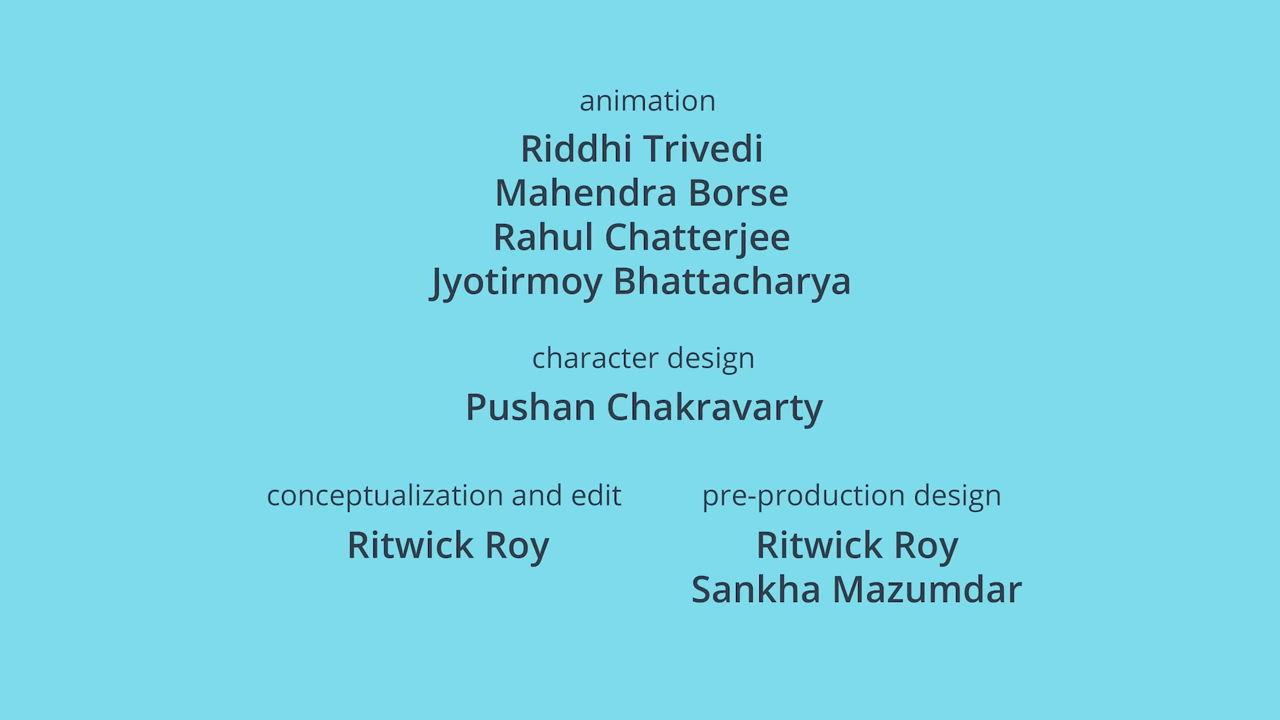 animation
Riddhi Trivedi
Mahendra Borse
Rahul Chatterjee
Jyotirmoy Bhattacharya
character design
Pushan Chakravarty
conceptualization and edit
Ritwick Roy
pre-production design
Ritwick Roy
Sankha Mazumdar